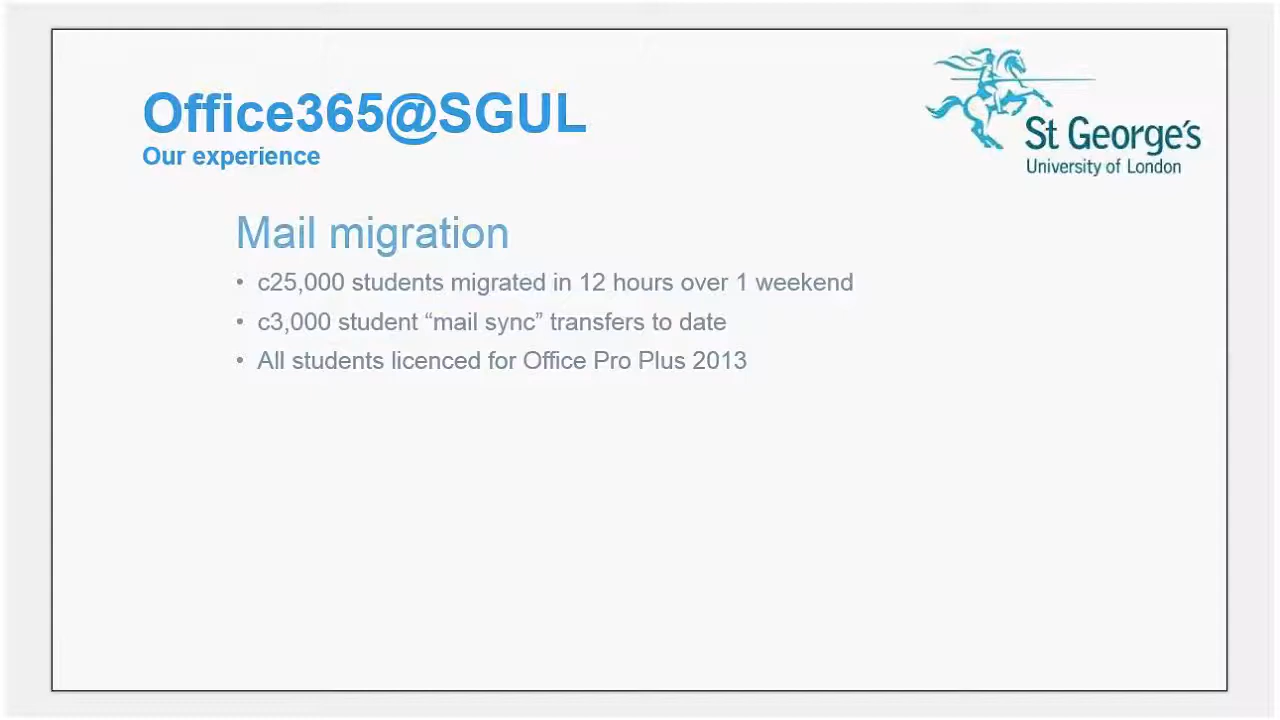 Office365@SGUL
Our experience
St George's
University of London
Mail migration
• c25,000 students migrated in 12 hours over 1 weekend
• c3,000 student “mail sync” transfers to date
• All students licenced for Office Pro Plus 2013